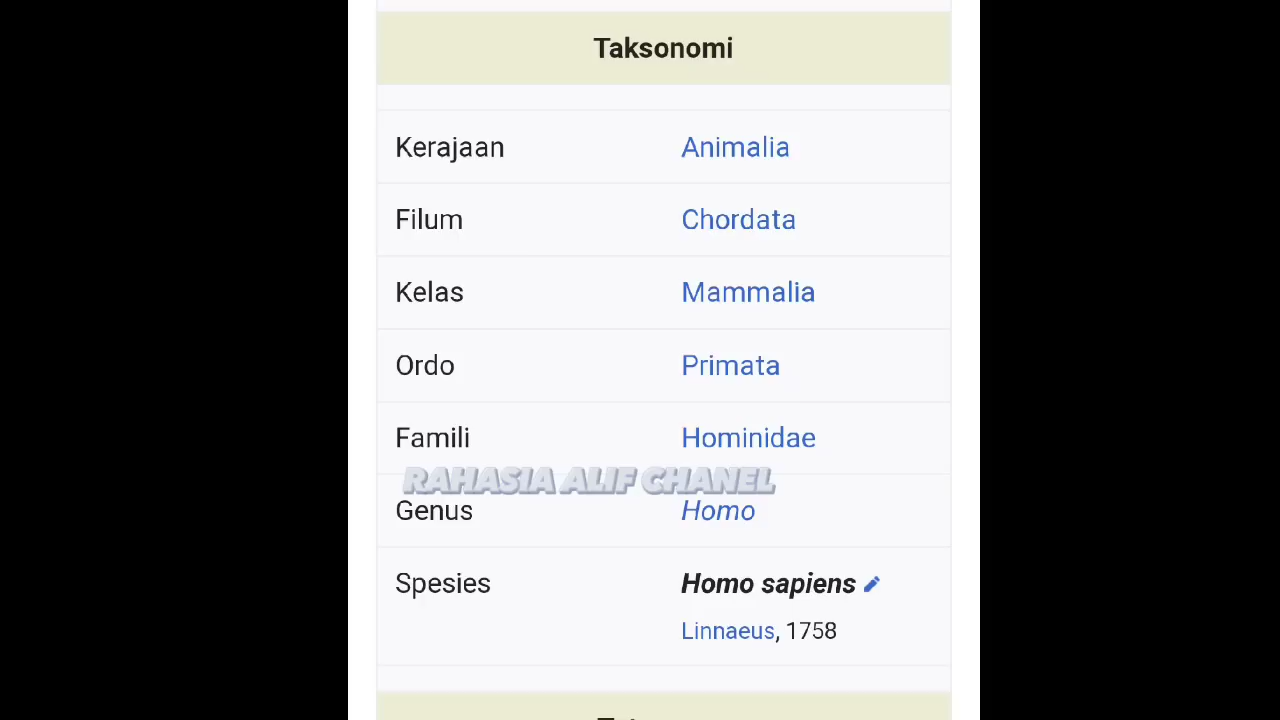 Taksonomi
Kerajaan Animalia
Filum Chordata
Kelas Mammalia
Ordo Primata
Famili Hominidae
RAHASIA ALIF CHANEL
Genus Homo
Spesies Homo sapiens
Linnaeus, 1758